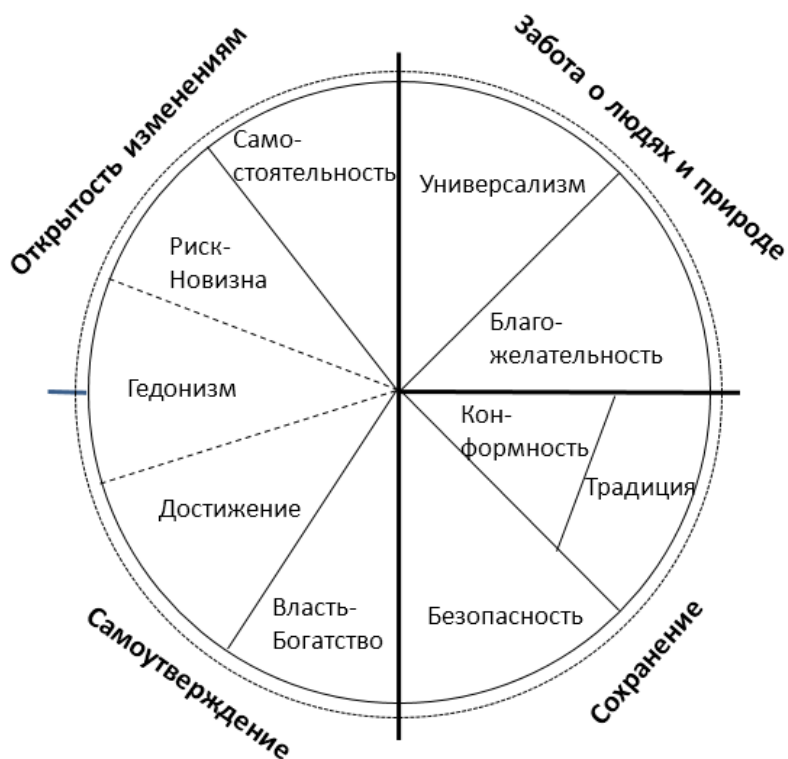 Открытость изменениям
Забота о людях и природе
Само-
стоятельность
Универсализм
Риск-
Новизна
Благо-
желательность
Гедонизм
Кон-
формность
Традиция
Достижение
Власть-
Богатство
Безопасность
Самоутверждение
Сохранение